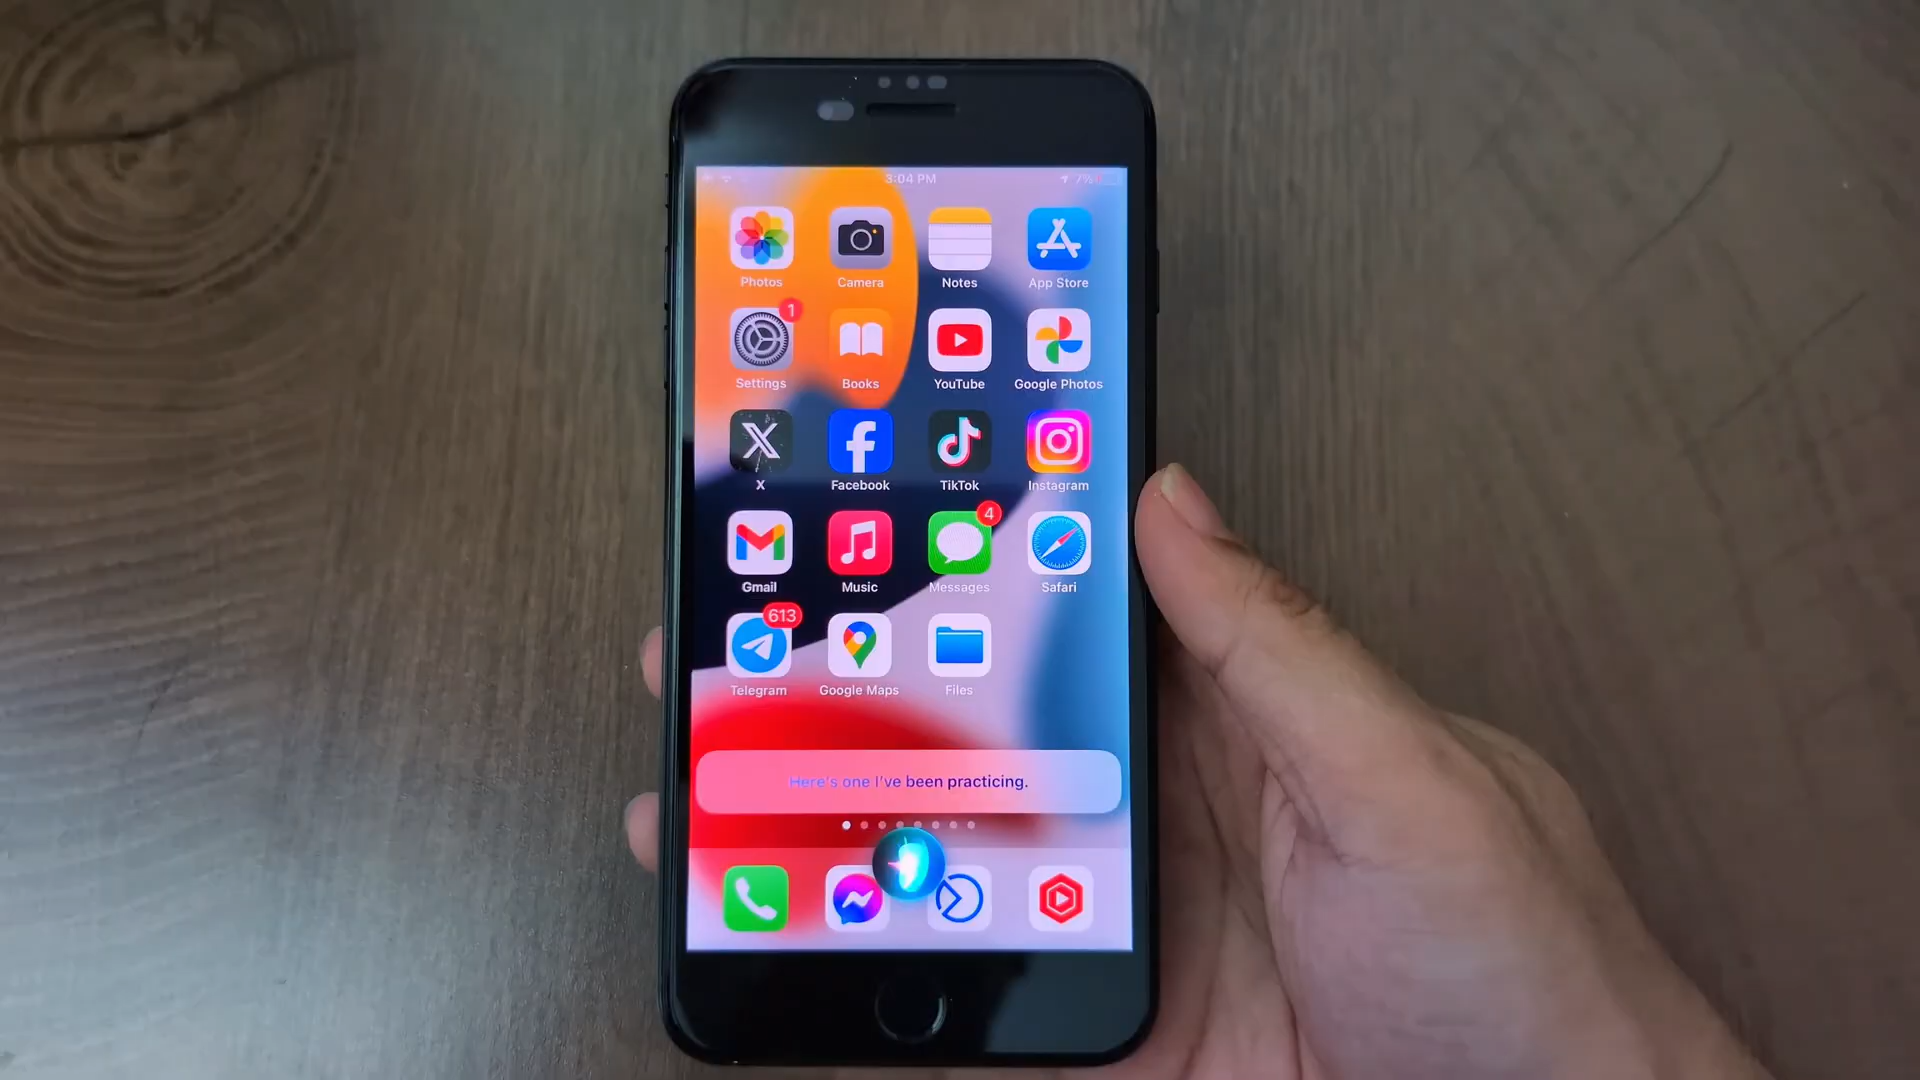 3:04 PM
7%
Photos
Camera
Notes
App Store
1
Settings
Books
YouTube
Google Photos
X
Facebook
TikTok
Instagram
4
Gmail
Music
Messages
Safari
613
Telegram
Google Maps
Files
Here's one I've been practicing.